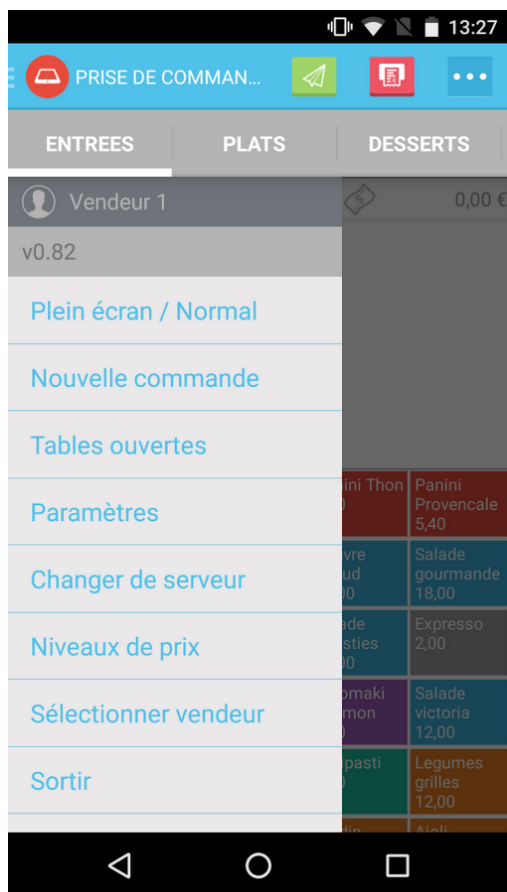 13:27
PRISE DE COMMAN...
ENTREES PLATS DESSERTS
Vendeur 1 0,00 €
v0.82
Plein écran / Normal
Nouvelle commande
Tables ouvertes
Paramètres
Changer de serveur
Niveaux de prix
Sélectionner vendeur
Sortir
Thon
Panini
Provencale
5,40
Salade
gourmande
18,00
Expresso
2,00
Salade
victoria
12,00
Legumes
grilles
12,00